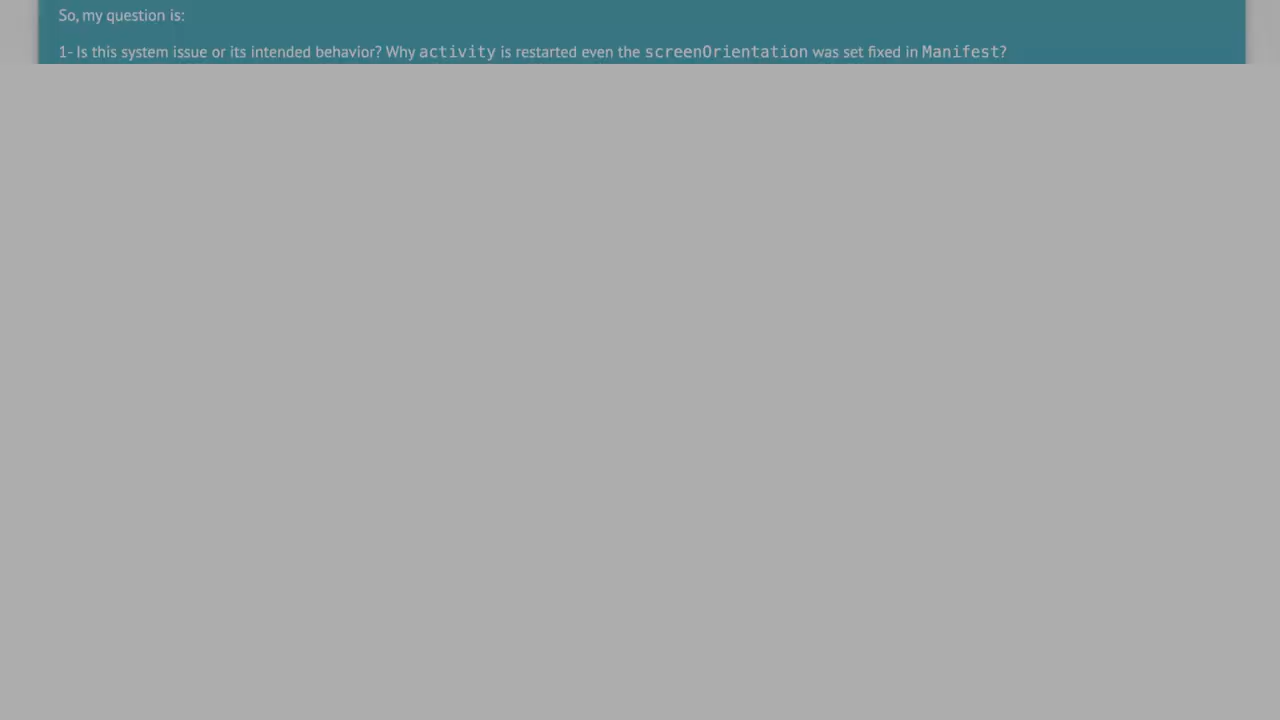 So, my question is:
1- Is this system issue or its intended behavior? Why activity is restarted even the screenOrientation was set fixed in Manifest?